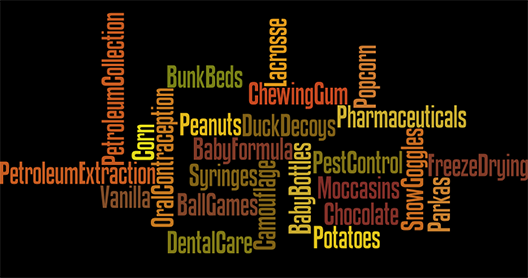 PetroleumCollection
BunkBeds
Lacrosse
Popcorn
ChewingGum
Corn
OralContraception
Peanuts
DuckDecoys
Pharmaceuticals
BabyFormula
PetroleumExtraction
Syringes
Camouflage
BabyBottles
PestControl
SnowGoggles
FreezeDrying
Vanilla
BallGames
Moccasins
Parkas
Chocolate
DentalCare
Potatoes